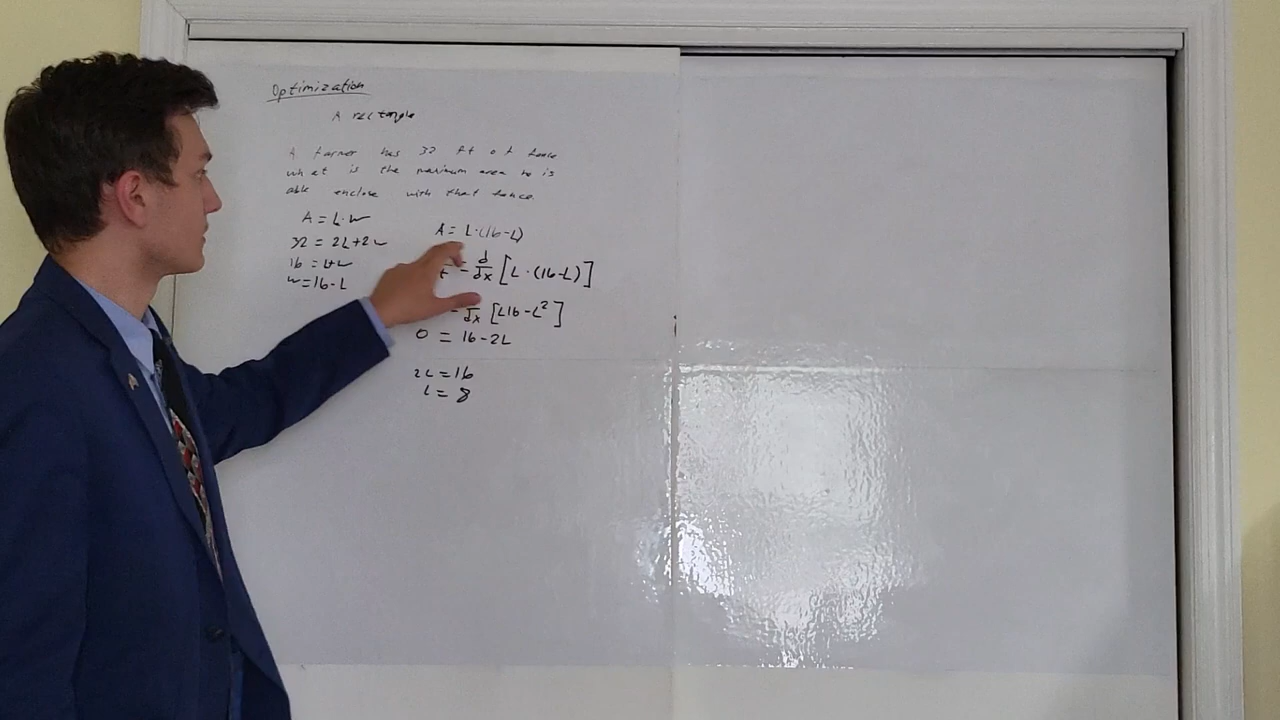 Optimization
A rectangle
A farmer has 32 ft of fence
what is the maximum area he is
able enclose with that fence.
A = L·w
32 = 2L+2w
16 = L+w
w=16-L
A = L·(16-L)
= d/dx [L·(16-L)]
d/dx [L16-L²]
0 = 16-2L
2L = 16
L = 8